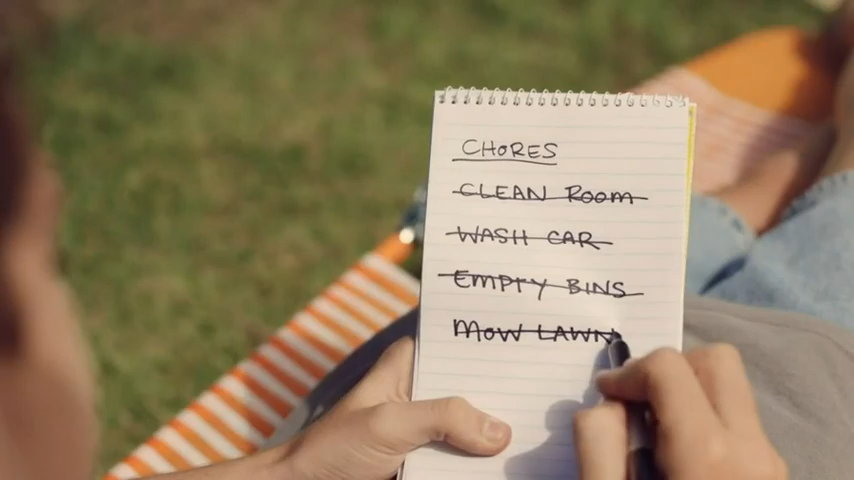 CHORES
CLEAN ROOM
WASH CAR
EMPTY BINS
MOW LAWN